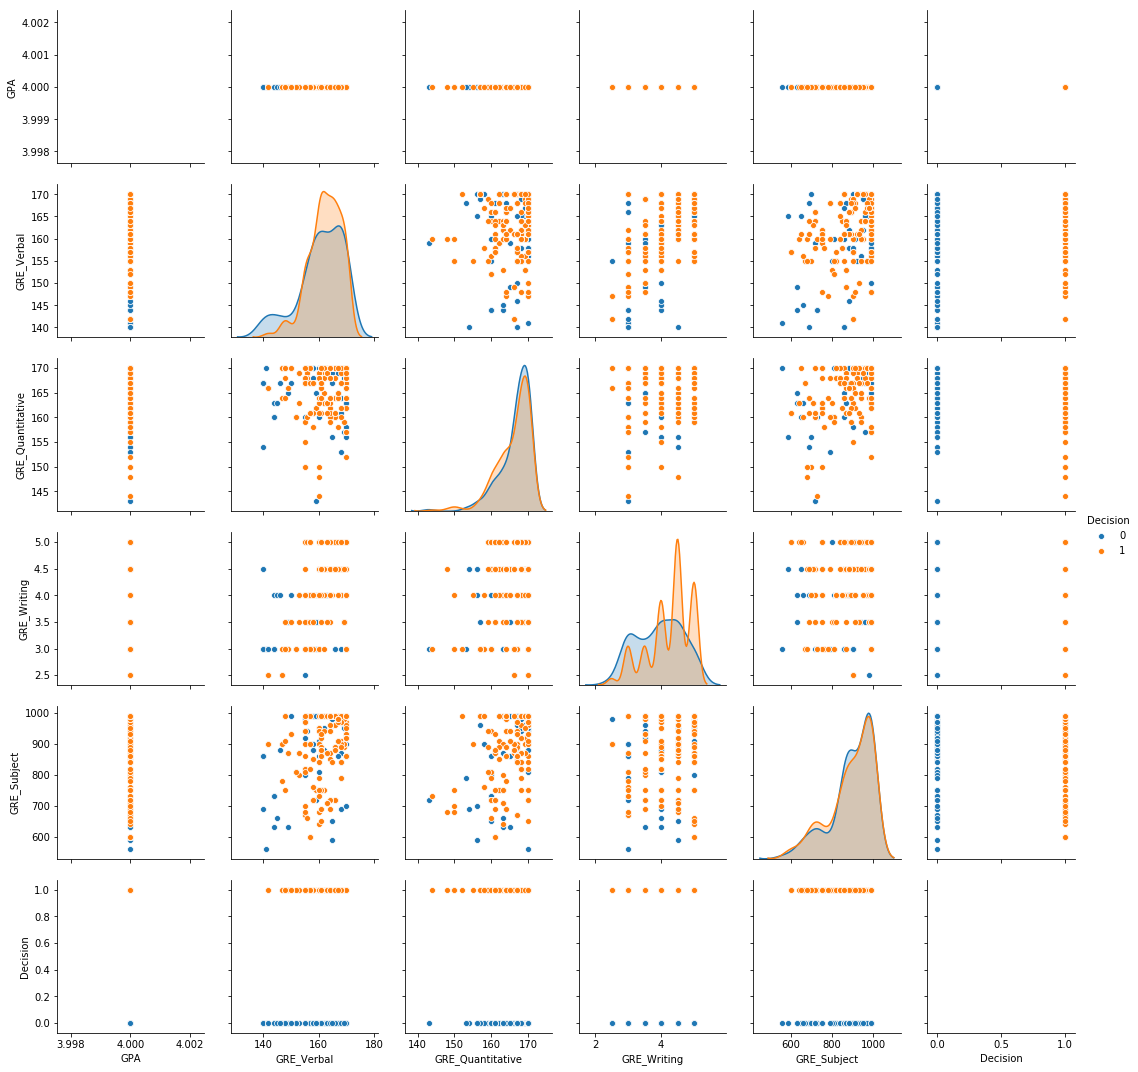 4.002
4.001
4.000
3.999
3.998
GPA
170
165
160
155
150
145
140
GRE_Verbal
170
165
160
155
150
145
GRE_Quantitative
5.0
4.5
4.0
3.5
3.0
2.5
GRE_Writing
Decision
0
1
1000
900
800
700
600
GRE_Subject
1.0
0.8
0.6
0.4
0.2
0.0
Decision
3.998 4.000 4.002
GPA
140 160 180
GRE_Verbal
140 150 160 170
GRE_Quantitative
2 4
GRE_Writing
600 800 1000
GRE_Subject
0.0 0.5 1.0
Decision